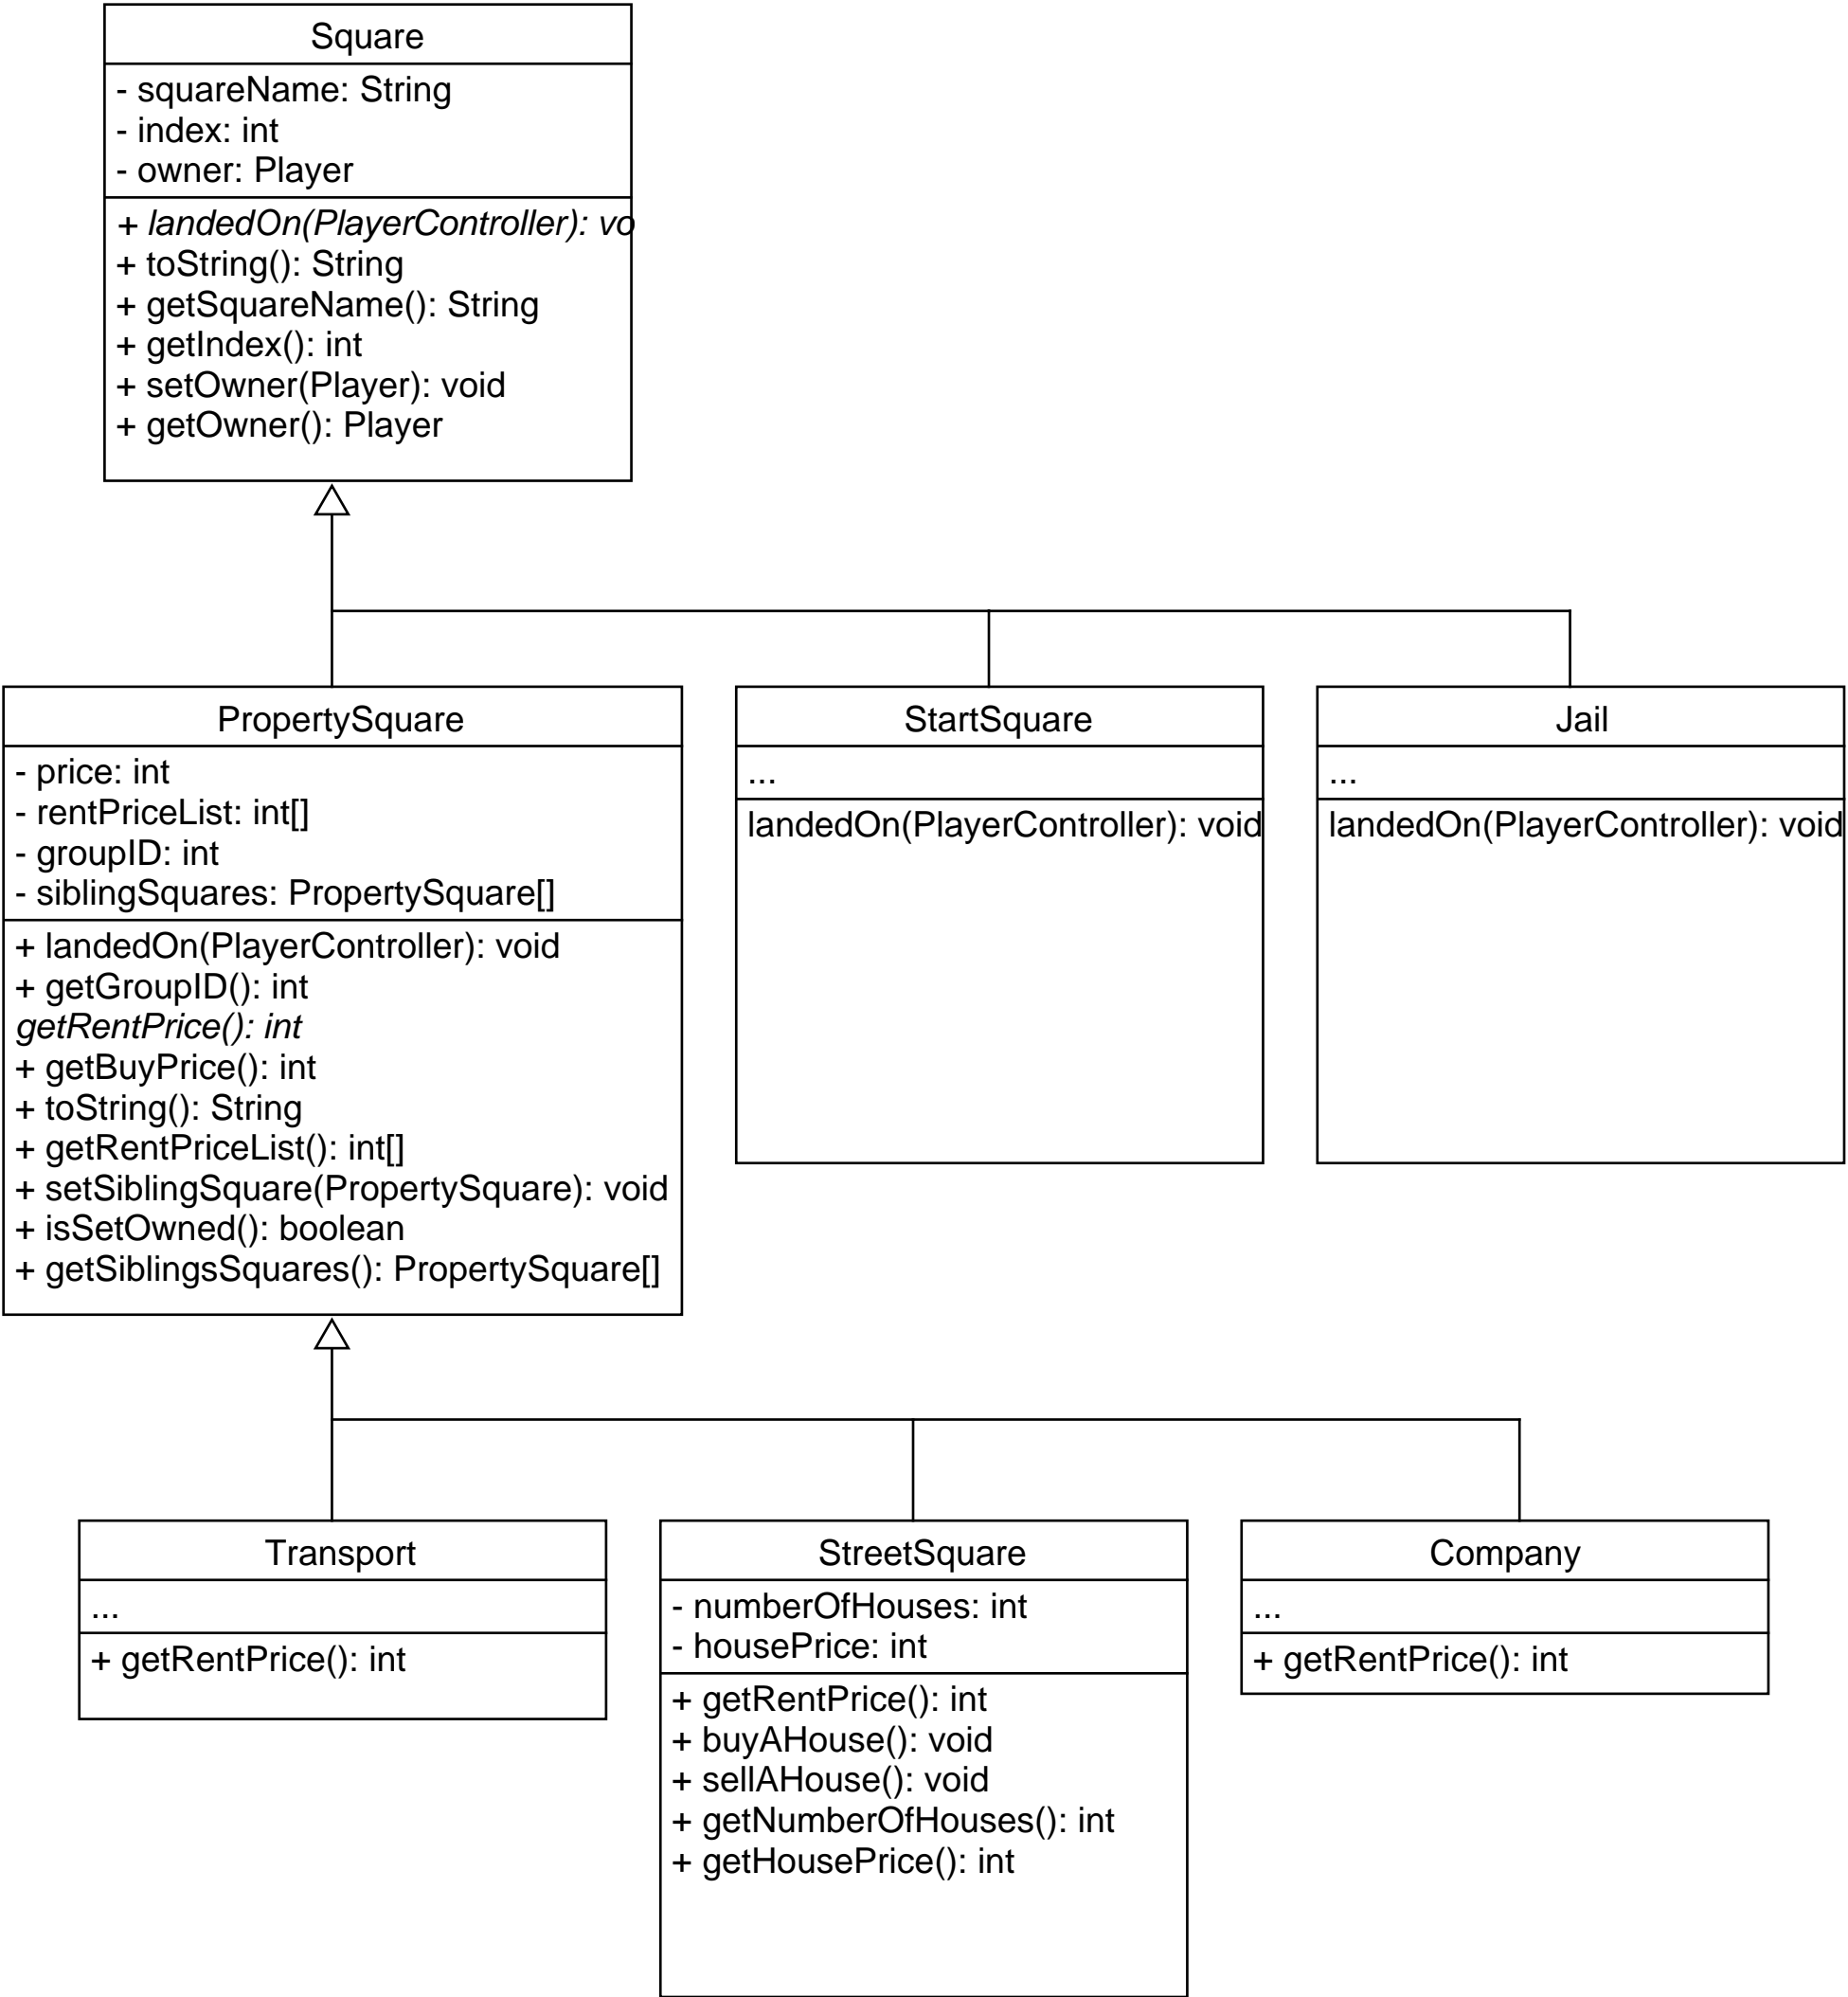 Square
- squareName: String
- index: int
- owner: Player
+ landedOn(PlayerController): vo
+ toString(): String
+ getSquareName(): String
+ getIndex(): int
+ setOwner(Player): void
+ getOwner(): Player
PropertySquare
- price: int
- rentPriceList: int[]
- groupID: int
- siblingSquares: PropertySquare[]
+ landedOn(PlayerController): void
+ getGroupID(): int
getRentPrice(): int
+ getBuyPrice(): int
+ toString(): String
+ getRentPriceList(): int[]
+ setSiblingSquare(PropertySquare): void
+ isSetOwned(): boolean
+ getSiblingsSquares(): PropertySquare[]
StartSquare
...
landedOn(PlayerController): void
Jail
...
landedOn(PlayerController): void
Transport
...
+ getRentPrice(): int
StreetSquare
- numberOfHouses: int
- housePrice: int
+ getRentPrice(): int
+ buyAHouse(): void
+ sellAHouse(): void
+ getNumberOfHouses(): int
+ getHousePrice(): int
Company
...
+ getRentPrice(): int